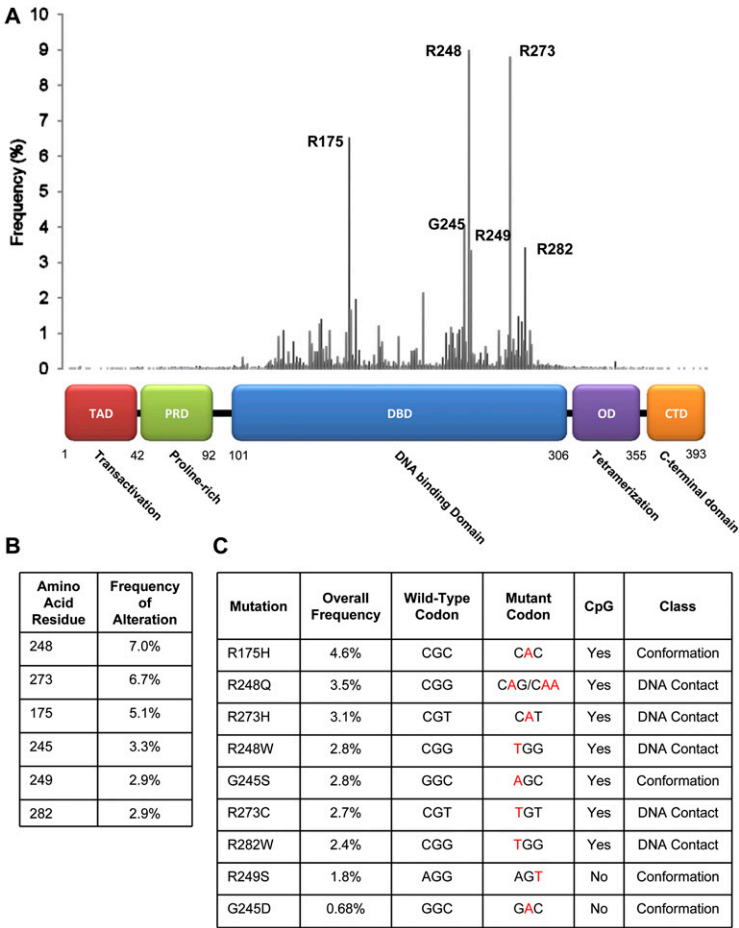 A
Frequency (%)
10
9
8
7
6
5
4
3
2
1
0
R175
R248
R273
G245
R249
R282
TAD
PRD
DBD
OD
CTD
1
42
92
101
306
355
393
Transactivation
Proline-rich
DNA binding Domain
Tetramerization
C-terminal domain
B
Amino Acid Residue | Frequency of Alteration
248 | 7.0%
273 | 6.7%
175 | 5.1%
245 | 3.3%
249 | 2.9%
282 | 2.9%
C
Mutation | Overall Frequency | Wild-Type Codon | Mutant Codon | CpG | Class
R175H | 4.6% | CGC | CAC | Yes | Conformation
R248Q | 3.5% | CGG | CAG/CAA | Yes | DNA Contact
R273H | 3.1% | CGT | CAT | Yes | DNA Contact
R248W | 2.8% | CGG | TGG | Yes | DNA Contact
G245S | 2.8% | GGC | AGC | Yes | Conformation
R273C | 2.7% | CGT | TGT | Yes | DNA Contact
R282W | 2.4% | CGG | TGG | Yes | DNA Contact
R249S | 1.8% | AGG | AGT | No | Conformation
G245D | 0.68% | GGC | GAC | No | Conformation